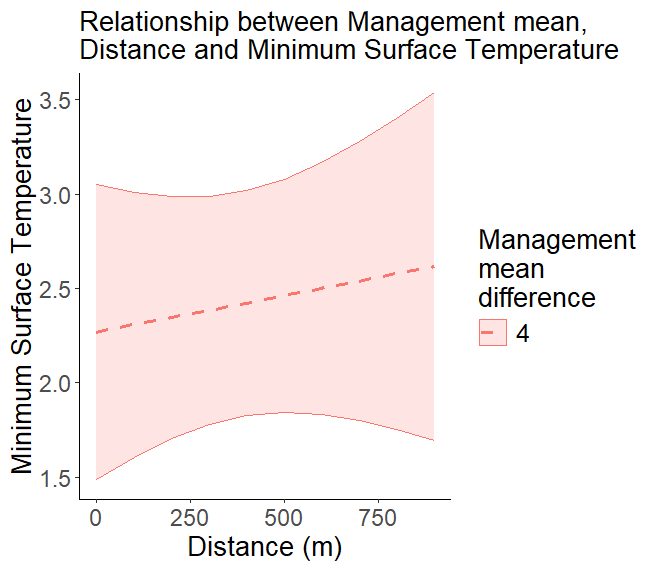 Relationship between Management mean,
Distance and Minimum Surface Temperature
Minimum Surface Temperature
3.5
3.0
2.5
2.0
1.5
0 250 500 750
Distance (m)
Management
mean
difference
4